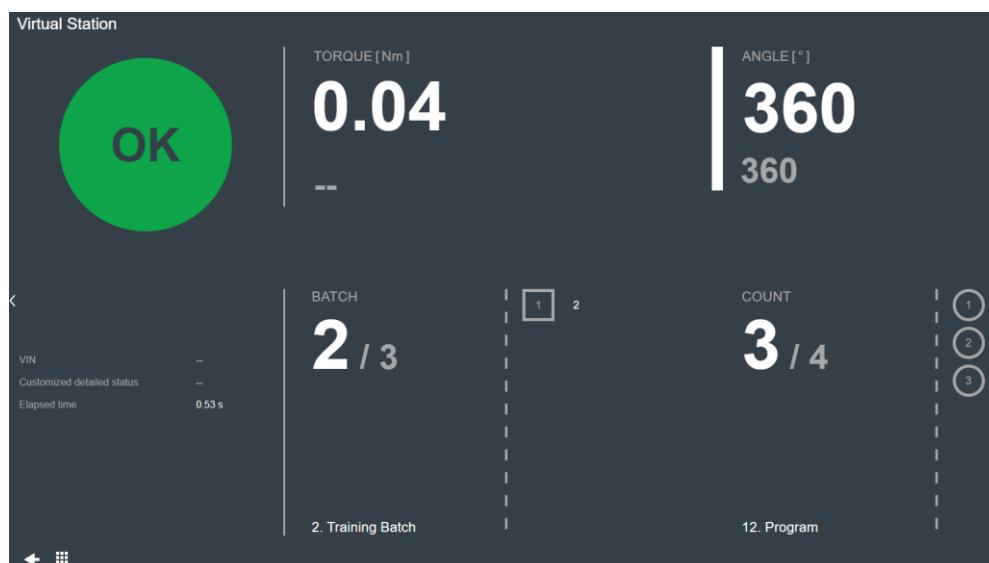 Virtual Station
OK
TORQUE [Nm]
0.04
--
ANGLE [°]
360
360
VIN --
Customized detailed status --
Elapsed time 0.53 s
BATCH
2 / 3
1 2
2. Training Batch
COUNT
3 / 4
1
2
3
12. Program